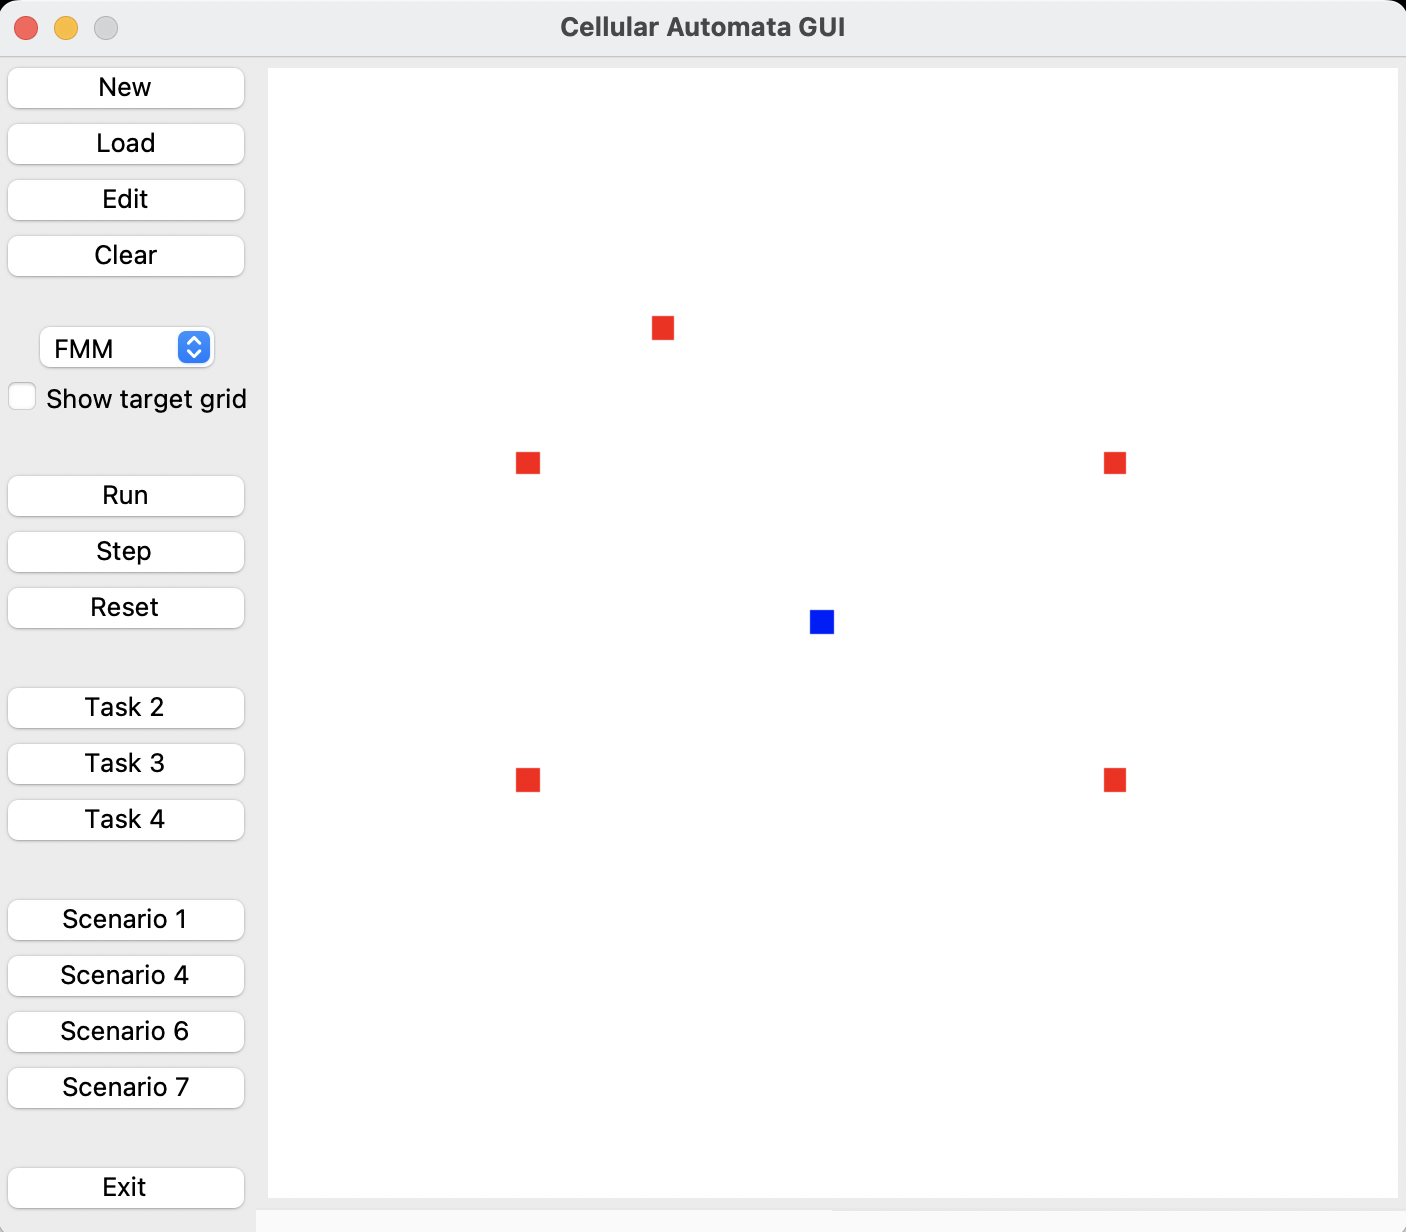 Cellular Automata GUI
New
Load
Edit
Clear
FMM
Show target grid
Run
Step
Reset
Task 2
Task 3
Task 4
Scenario 1
Scenario 4
Scenario 6
Scenario 7
Exit